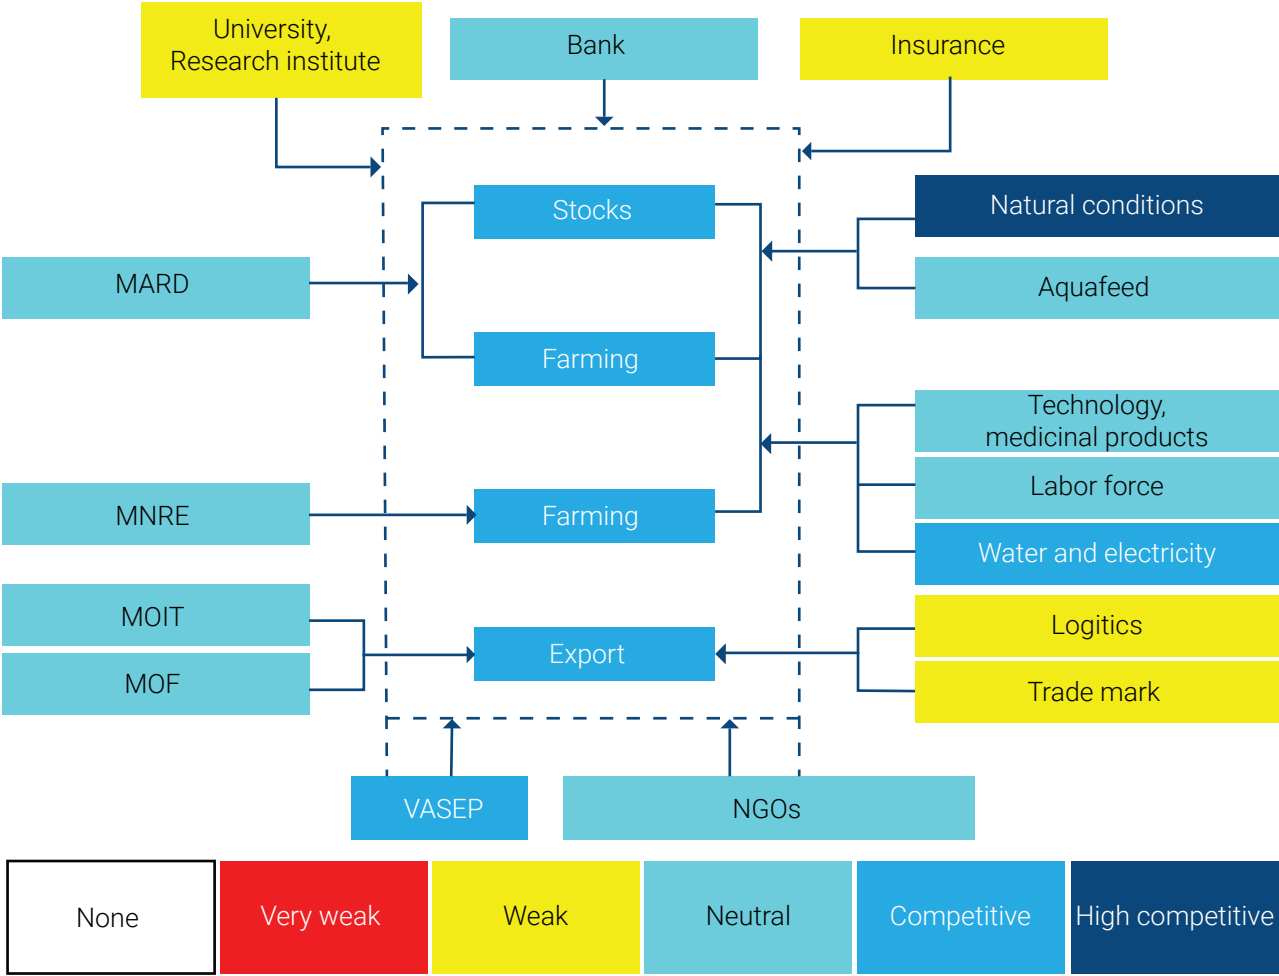 University,
Research institute
Bank
Insurance
Stocks
Natural conditions
MARD
Aquafeed
Farming
Technology,
medicinal products
Labor force
MNRE
Farming
Water and electricity
MOIT
Logitics
Export
MOF
Trade mark
VASEP
NGOs
None
Very weak
Weak
Neutral
Competitive
High competitive